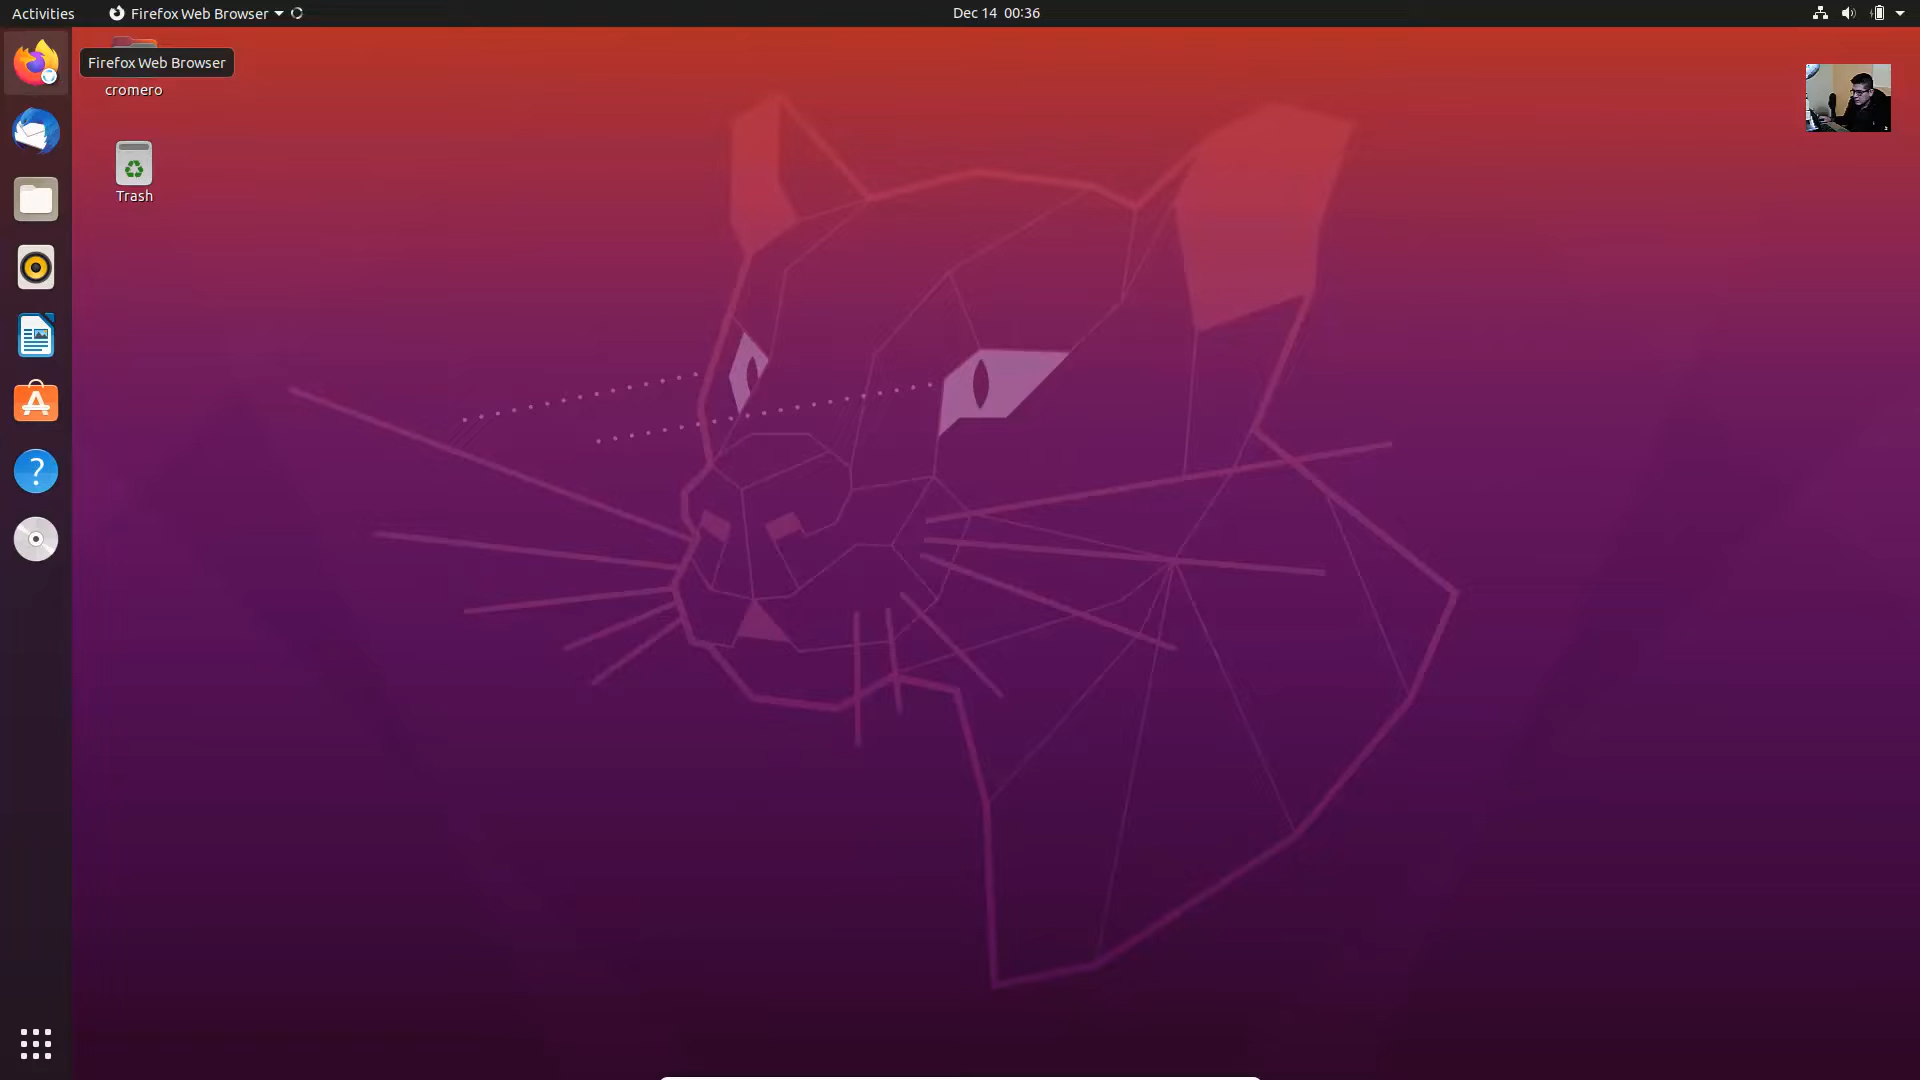 Activities
Firefox Web Browser
Dec 14 00:36
Firefox Web Browser
cromero
Trash